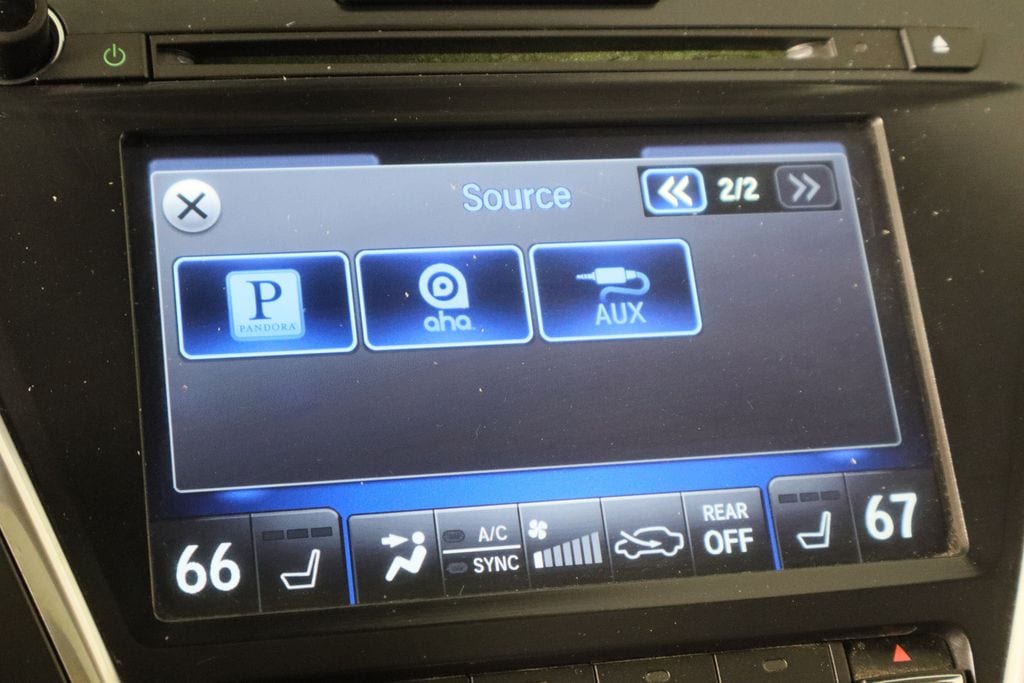 Source
2/2
P
PANDORA
aha
AUX
66
A/C
SYNC
REAR
OFF
67